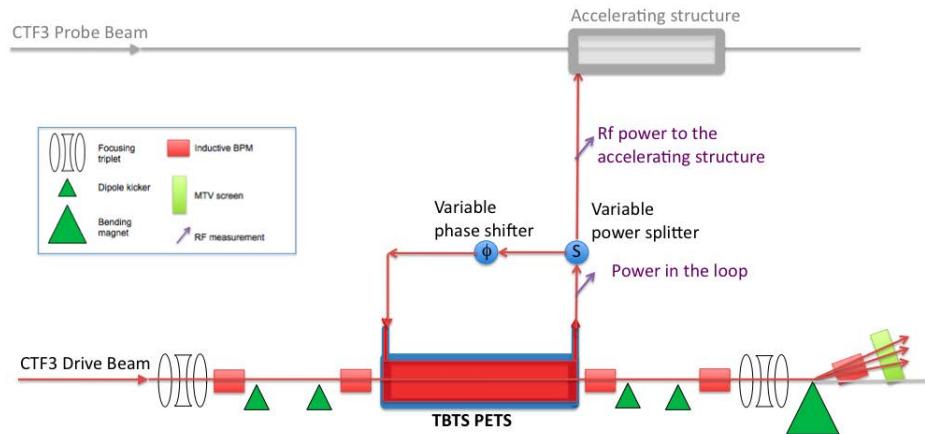 Accelerating structure
CTF3 Probe Beam
Rf power to the
accelerating structure
Focusing
triplet
Inductive BPM
Dipole kicker
MTV screen
Bending
magnet
RF measurement
Variable
phase shifter
Variable
power splitter
ϕ
S
Power in the loop
CTF3 Drive Beam
TBTS PETS